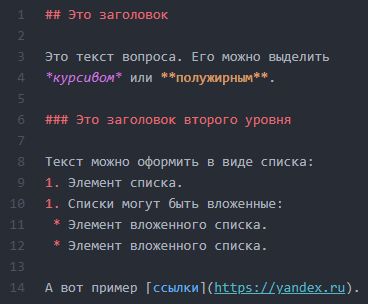 1 ## Это заголовок
2
3 Это текст вопроса. Его можно выделить
4 *курсивом* или **полужирным**.
5
6 ### Это заголовок второго уровня
7
8 Текст можно оформить в виде списка:
9 1. Элемент списка.
10 1. Списки могут быть вложенные:
11  * Элемент вложенного списка.
12  * Элемент вложенного списка.
13
14 А вот пример [ссылки](https://yandex.ru).